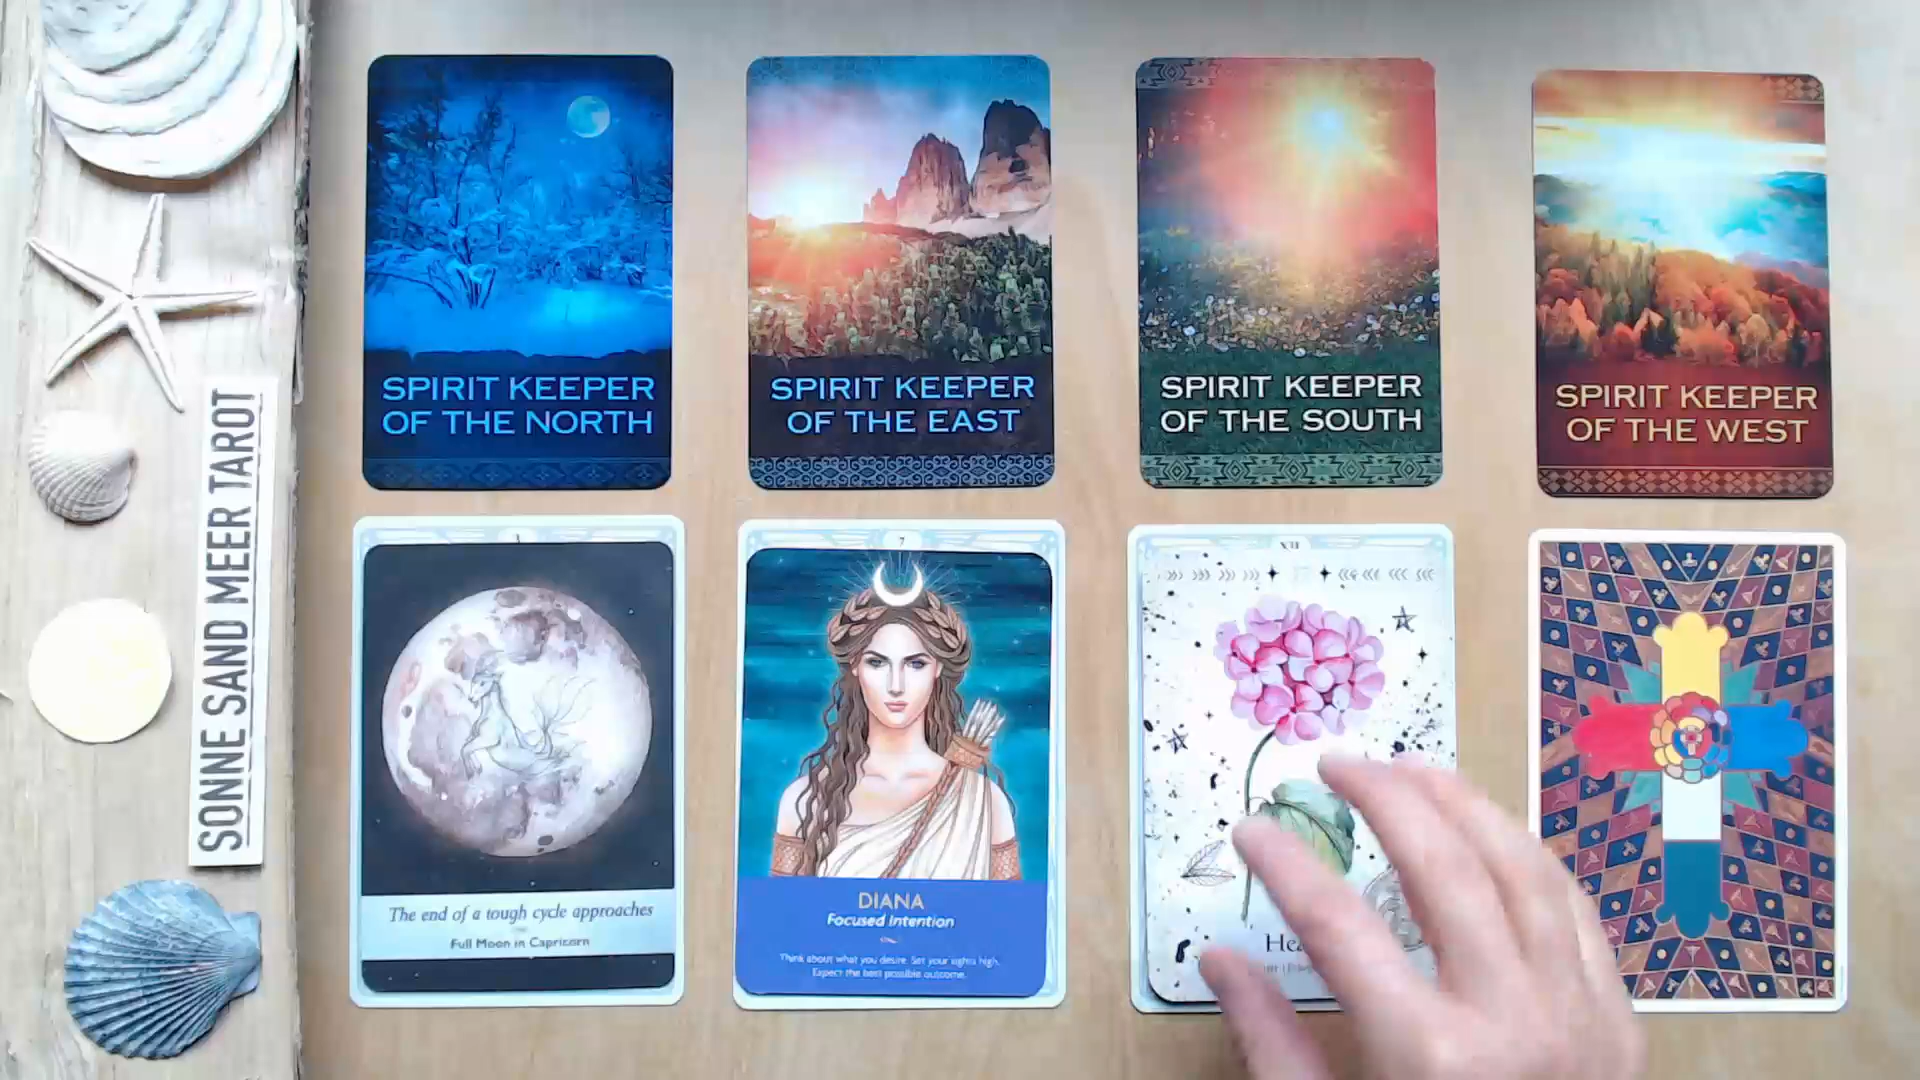 SONNE SAND MEER TAROT
SPIRIT KEEPER
OF THE NORTH
SPIRIT KEEPER
OF THE EAST
SPIRIT KEEPER
OF THE SOUTH
SPIRIT KEEPER
OF THE WEST
The end of a tough cycle approaches
Full Moon in Capricorn
7
DIANA
Focused Intention
Think about what you desire. Set your sights high.
Expect the best possible outcome.
XII